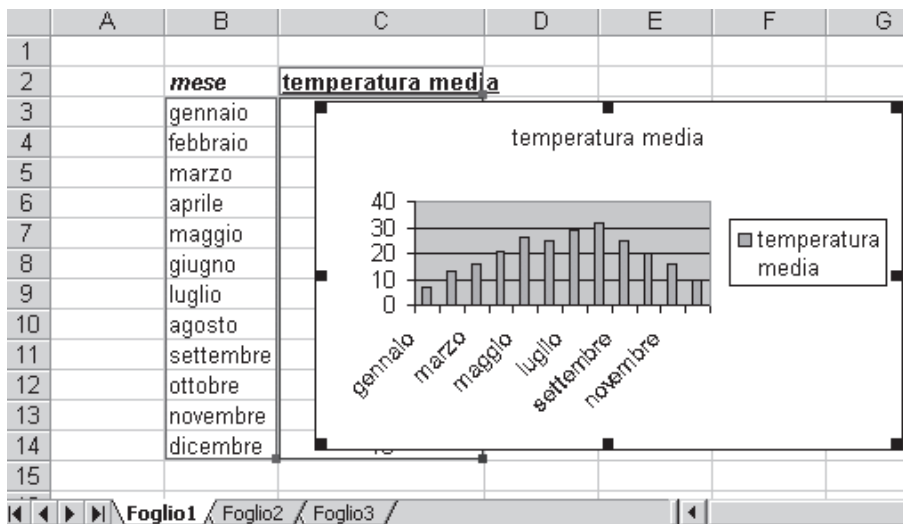 A B C D E F G
1
2 mese temperatura media
3 gennaio
4 febbraio
5 marzo
6 aprile
7 maggio
8 giugno
9 luglio
10 agosto
11 settembre
12 ottobre
13 novembre
14 dicembre
15
temperatura media
40
30
20
10
0
gennaio marzo maggio luglio settembre novembre
temperatura
media
Foglio1 Foglio2 Foglio3